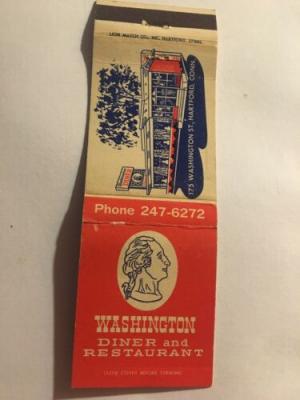 LION MATCH CO., INC. HARTFORD, CONN.
DINER
175 WASHINGTON ST., HARTFORD, CONN.
Phone 247-6272
WASHINGTON
DINER and
RESTAURANT
CLOSE COVER BEFORE STRIKING